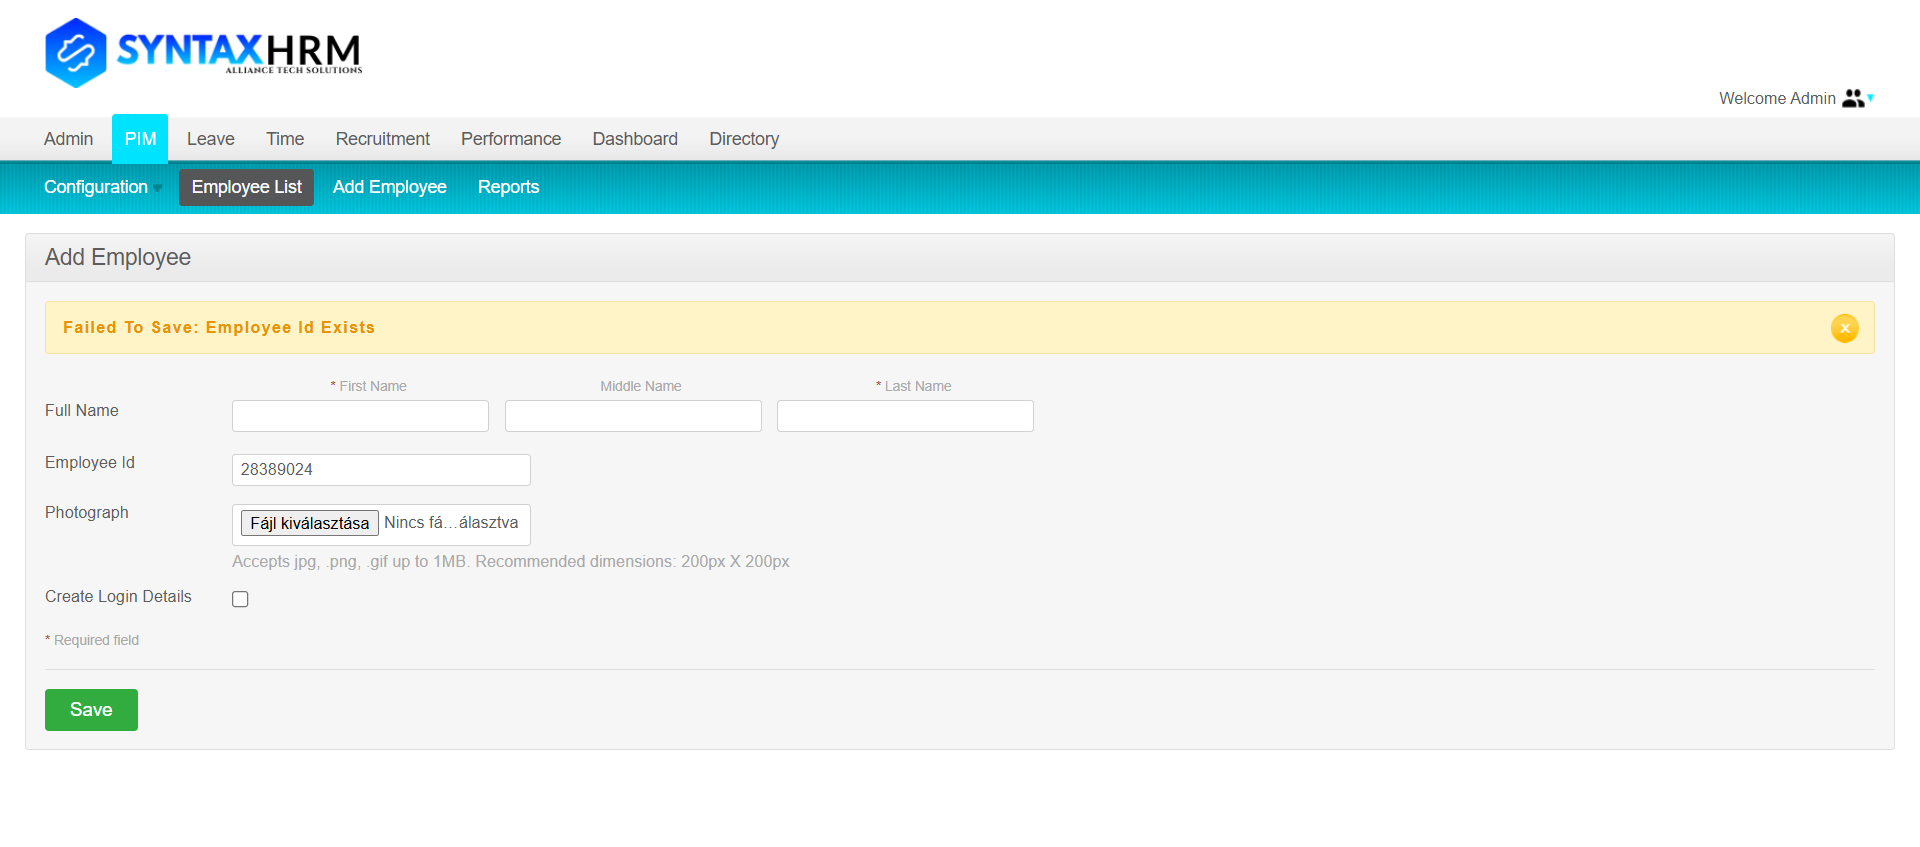 SYNTAXHRM
ALLIANCE TECH SOLUTIONS
Welcome Admin
Admin PIM Leave Time Recruitment Performance Dashboard Directory
Configuration Employee List Add Employee Reports
Add Employee
Failed To Save: Employee Id Exists
x
* First Name Middle Name * Last Name
Full Name
Employee Id 28389024
Photograph Fájl kiválasztása Nincs fá…álasztva
Accepts jpg, .png, .gif up to 1MB. Recommended dimensions: 200px X 200px
Create Login Details
* Required field
Save